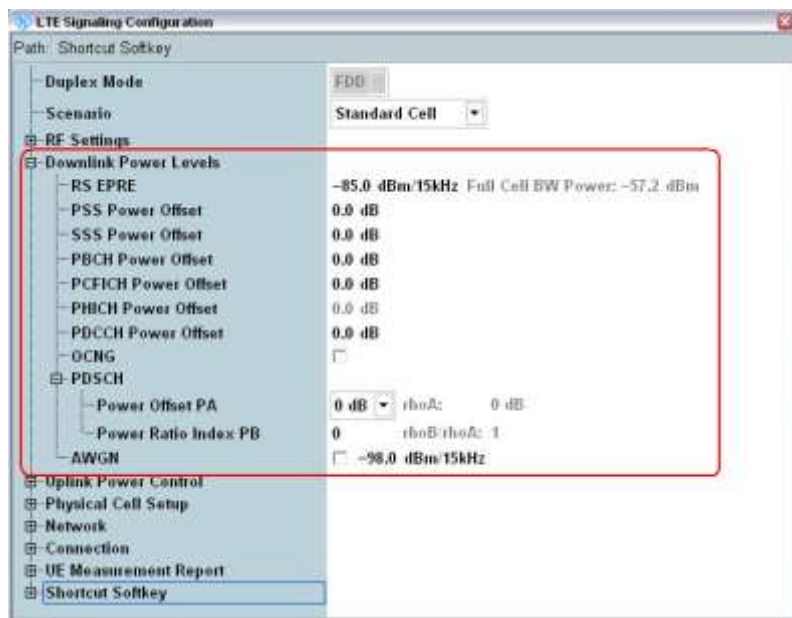 LTE Signaling Configuration
Path: Shortcut Softkey
Duplex Mode FDD
Scenario Standard Cell
RF Settings
Downlink Power Levels
RS EPRE -85.0 dBm/15kHz Full Cell BW Power: -57.2 dBm
PSS Power Offset 0.0 dB
SSS Power Offset 0.0 dB
PBCH Power Offset 0.0 dB
PCFICH Power Offset 0.0 dB
PHICH Power Offset 0.0 dB
PDCCH Power Offset 0.0 dB
OCNG
PDSCH
Power Offset PA 0 dB rhoA: 0 dB
Power Ratio Index PB 0 rhoB/rhoA: 1
AWGN -98.0 dBm/15kHz
Uplink Power Control
Physical Cell Setup
Network
Connection
UE Measurement Report
Shortcut Softkey